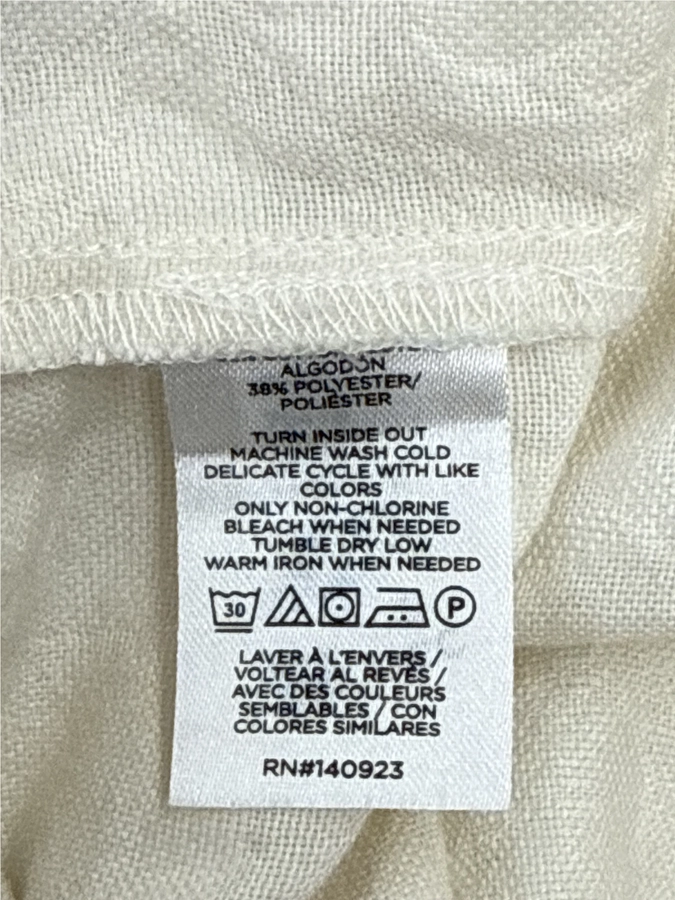 ALGODON
38% POLYESTER/
POLIÉSTER
TURN INSIDE OUT
MACHINE WASH COLD
DELICATE CYCLE WITH LIKE
COLORS
ONLY NON-CHLORINE
BLEACH WHEN NEEDED
TUMBLE DRY LOW
WARM IRON WHEN NEEDED
30 P
LAVER À L'ENVERS /
VOLTEAR AL REVÉS /
AVEC DES COULEURS
SEMBLABLES / CON
COLORES SIMILARES
RN#140923